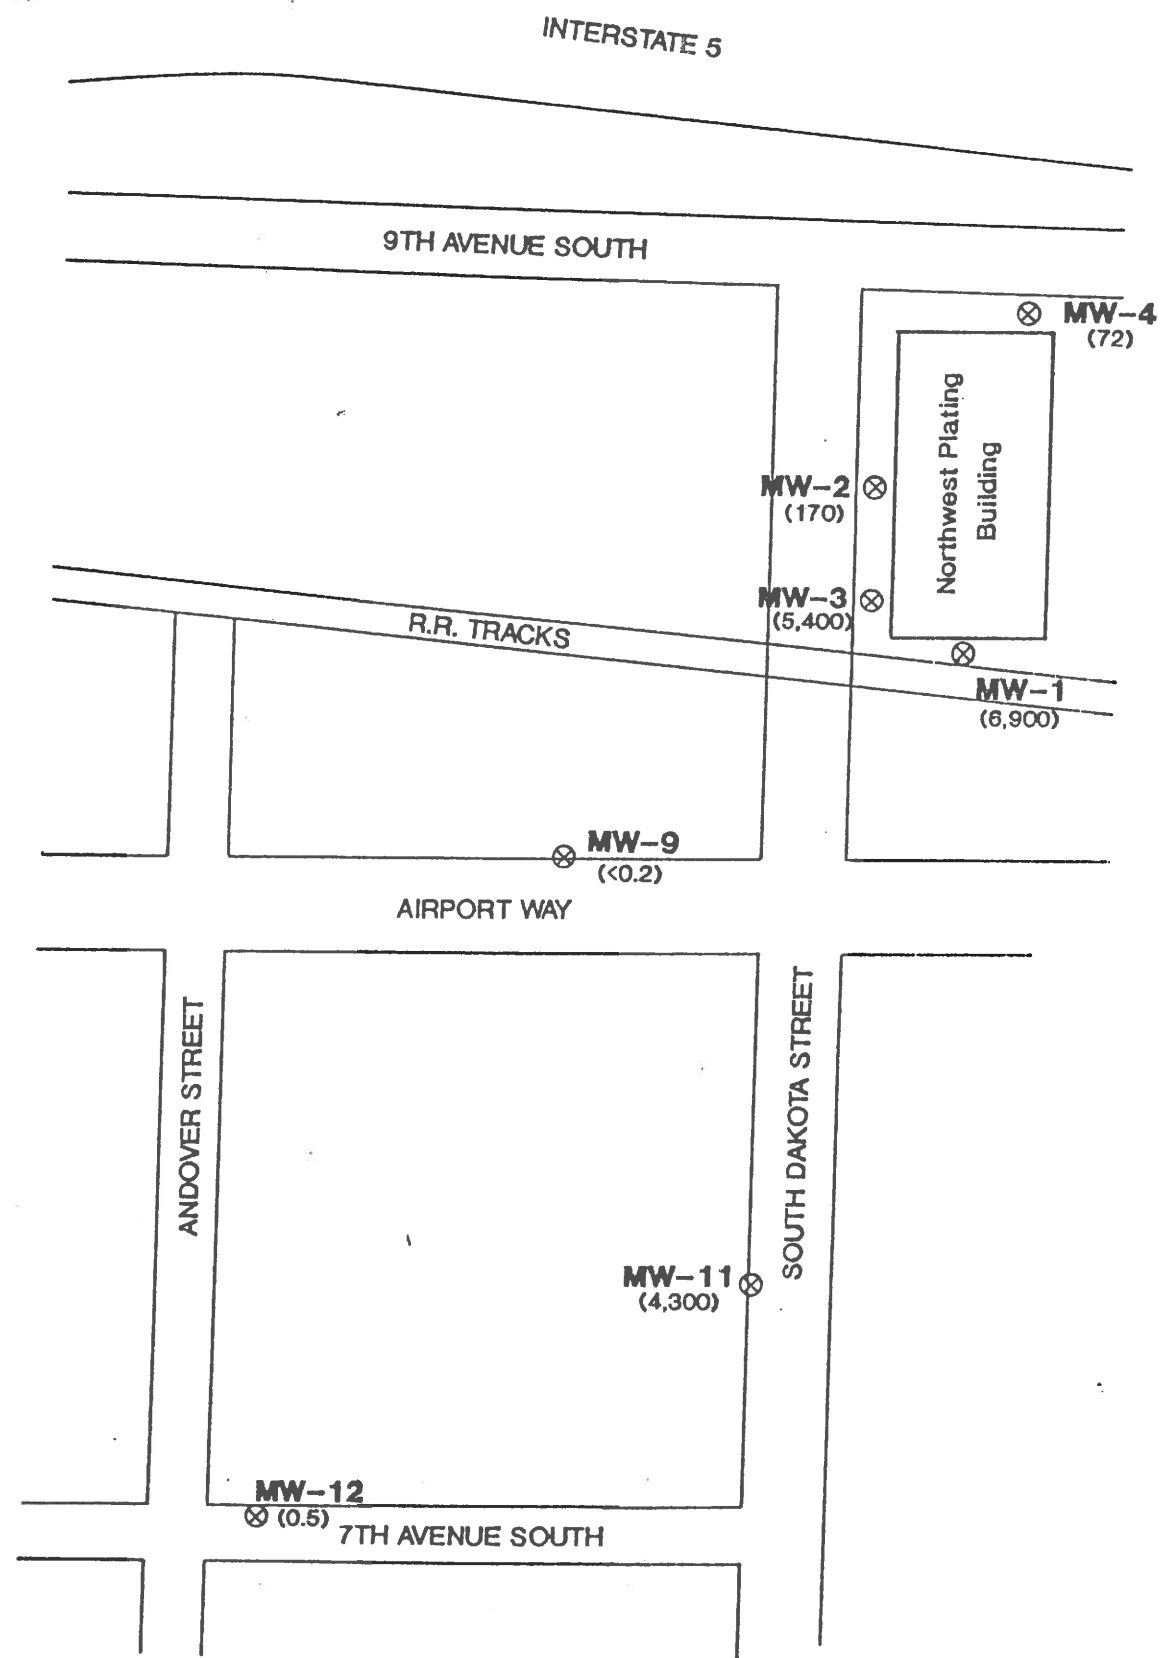 INTERSTATE 5
9TH AVENUE SOUTH
MW-4
(72)
Northwest Plating
Building
MW-2
(170)
MW-3
(5,400)
R.R. TRACKS
MW-1
(6,900)
MW-9
(<0.2)
AIRPORT WAY
ANDOVER STREET
SOUTH DAKOTA STREET
MW-11
(4,300)
MW-12
(0.5)
7TH AVENUE SOUTH